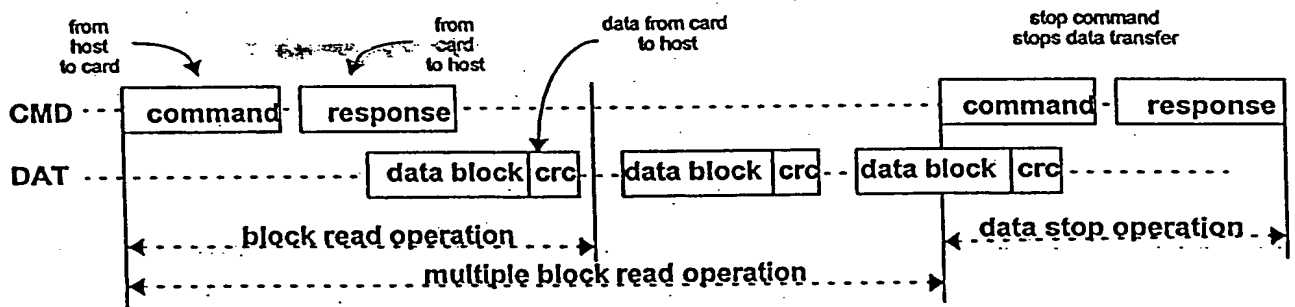 from
host
to card
from
card
to host
data from card
to host
stop command
stops data transfer
CMD command response command response
DAT data block crc data block crc data block crc
block read operation data stop operation
multiple block read operation